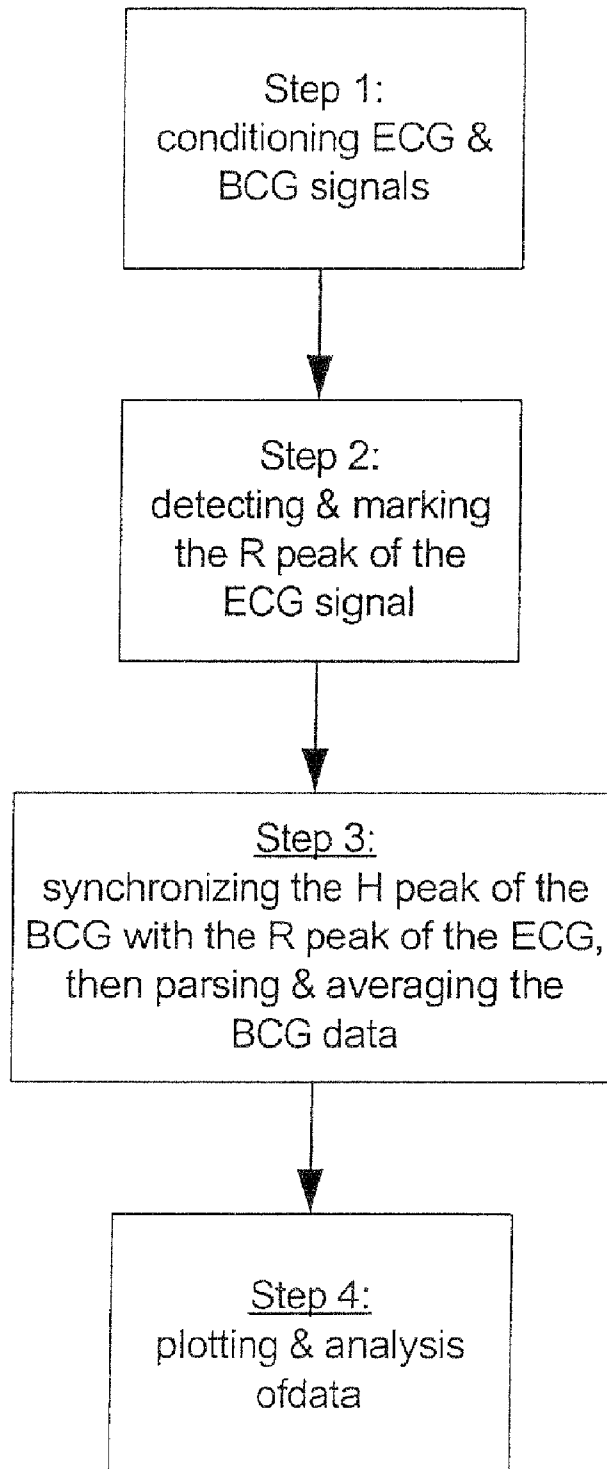 Step 1:
conditioning ECG &
BCG signals
Step 2:
detecting & marking
the R peak of the
ECG signal
Step 3:
synchronizing the H peak of the
BCG with the R peak of the ECG,
then parsing & averaging the
BCG data
Step 4:
plotting & analysis
ofdata